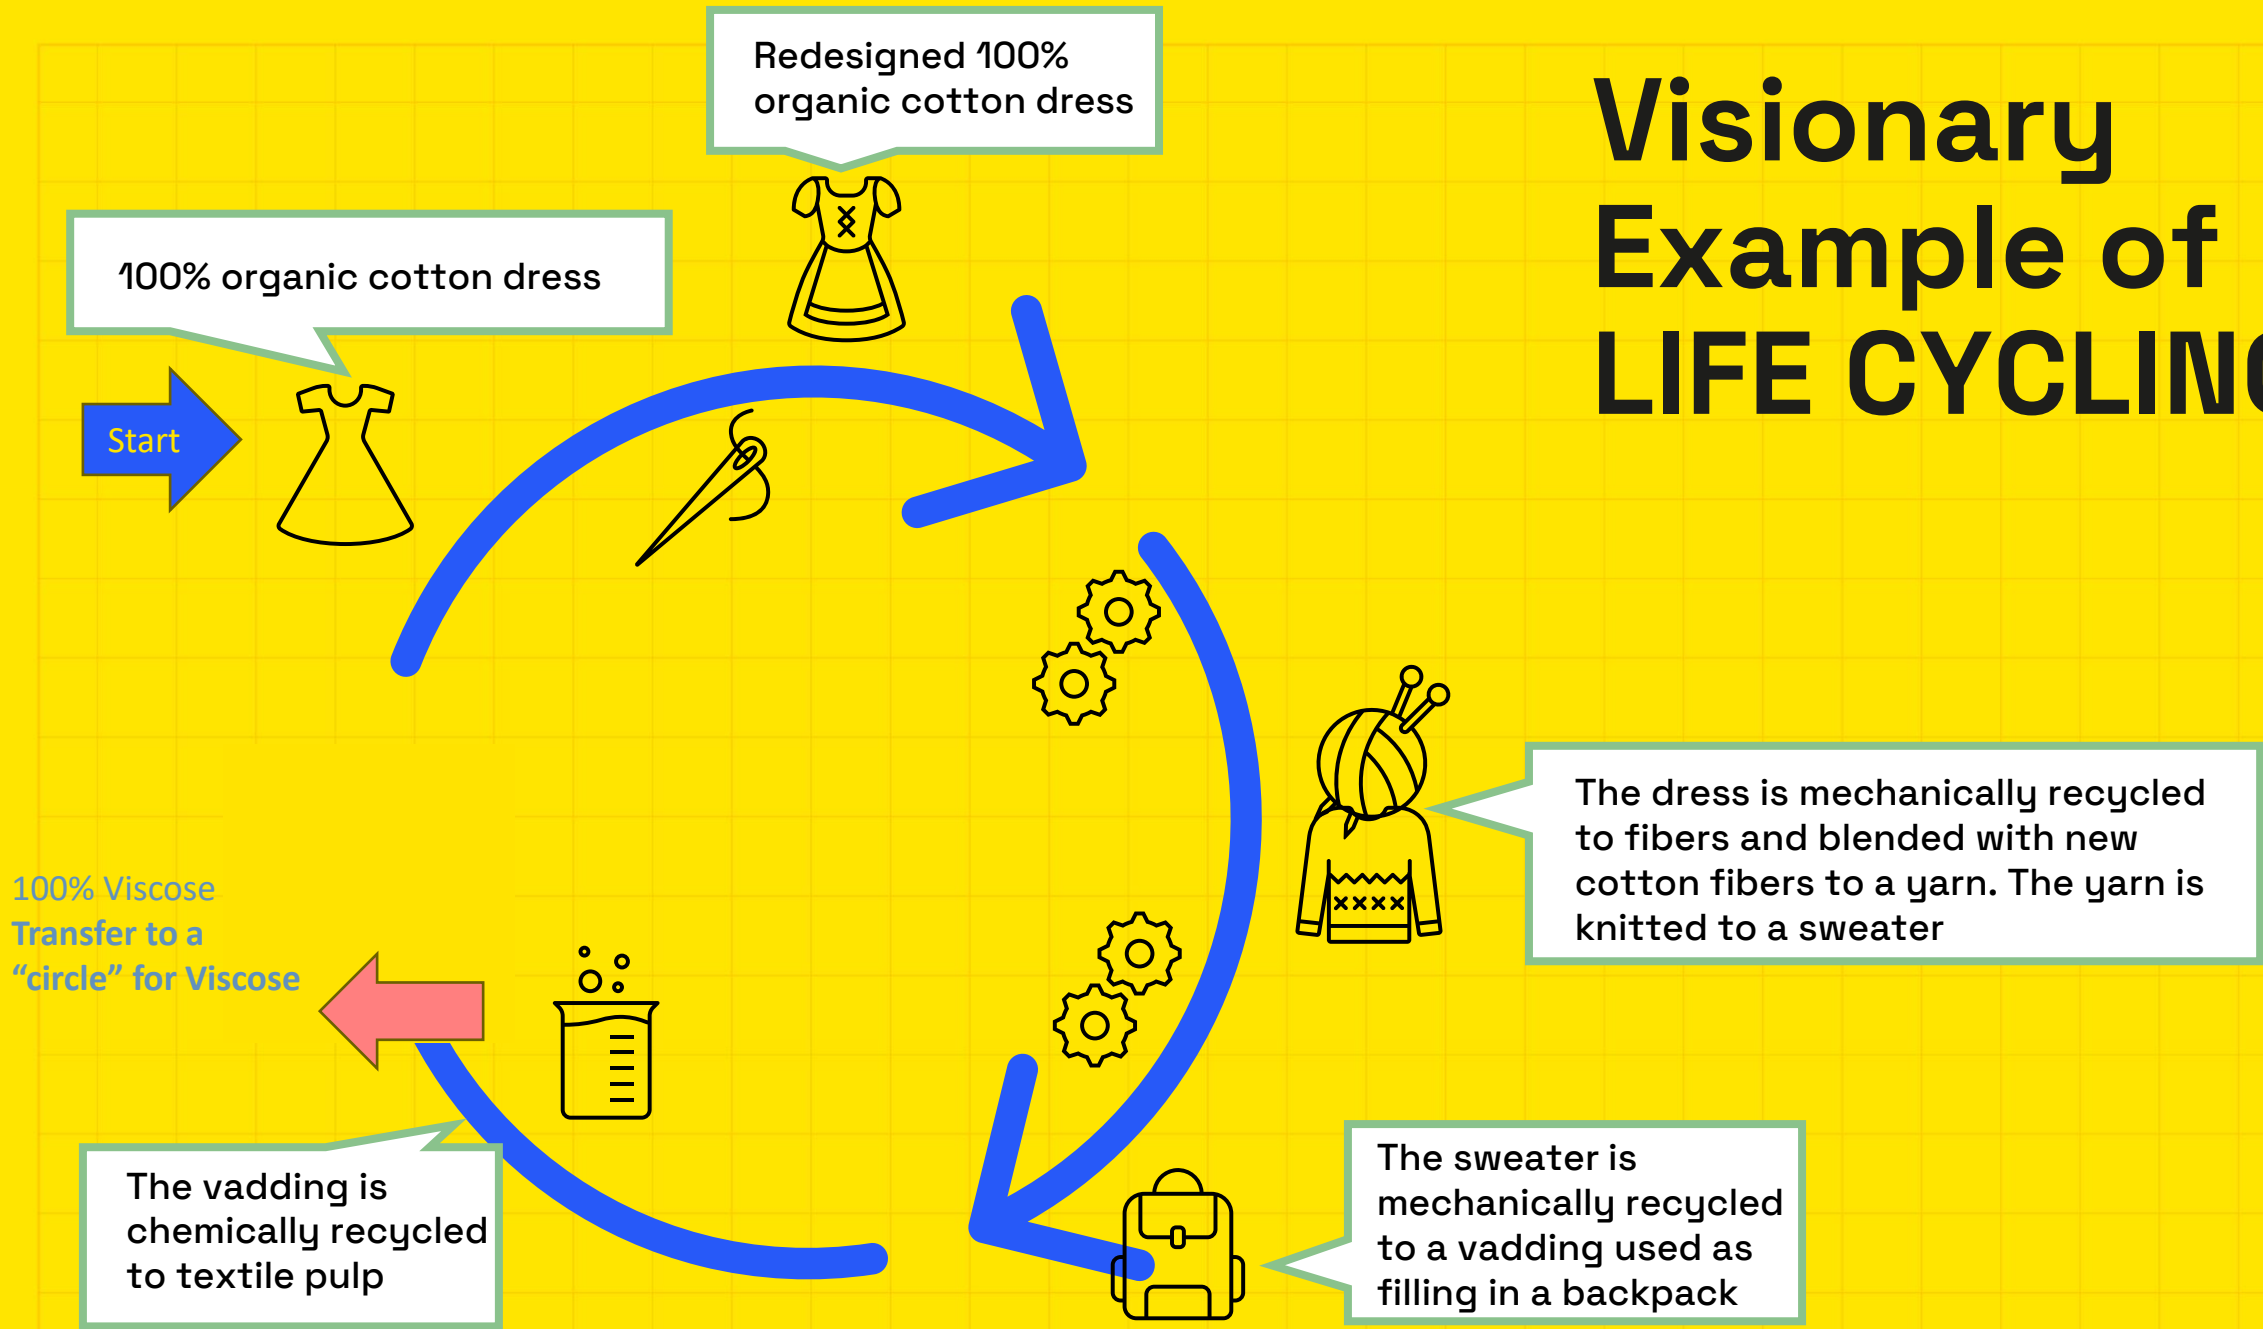 Visionary
Example of
LIFE CYCLING
Redesigned 100%
organic cotton dress
100% organic cotton dress
Start
The dress is mechanically recycled
to fibers and blended with new
cotton fibers to a yarn. The yarn is
knitted to a sweater
The sweater is
mechanically recycled
to a vadding used as
filling in a backpack
The vadding is
chemically recycled
to textile pulp
100% Viscose
Transfer to a
“circle” for Viscose